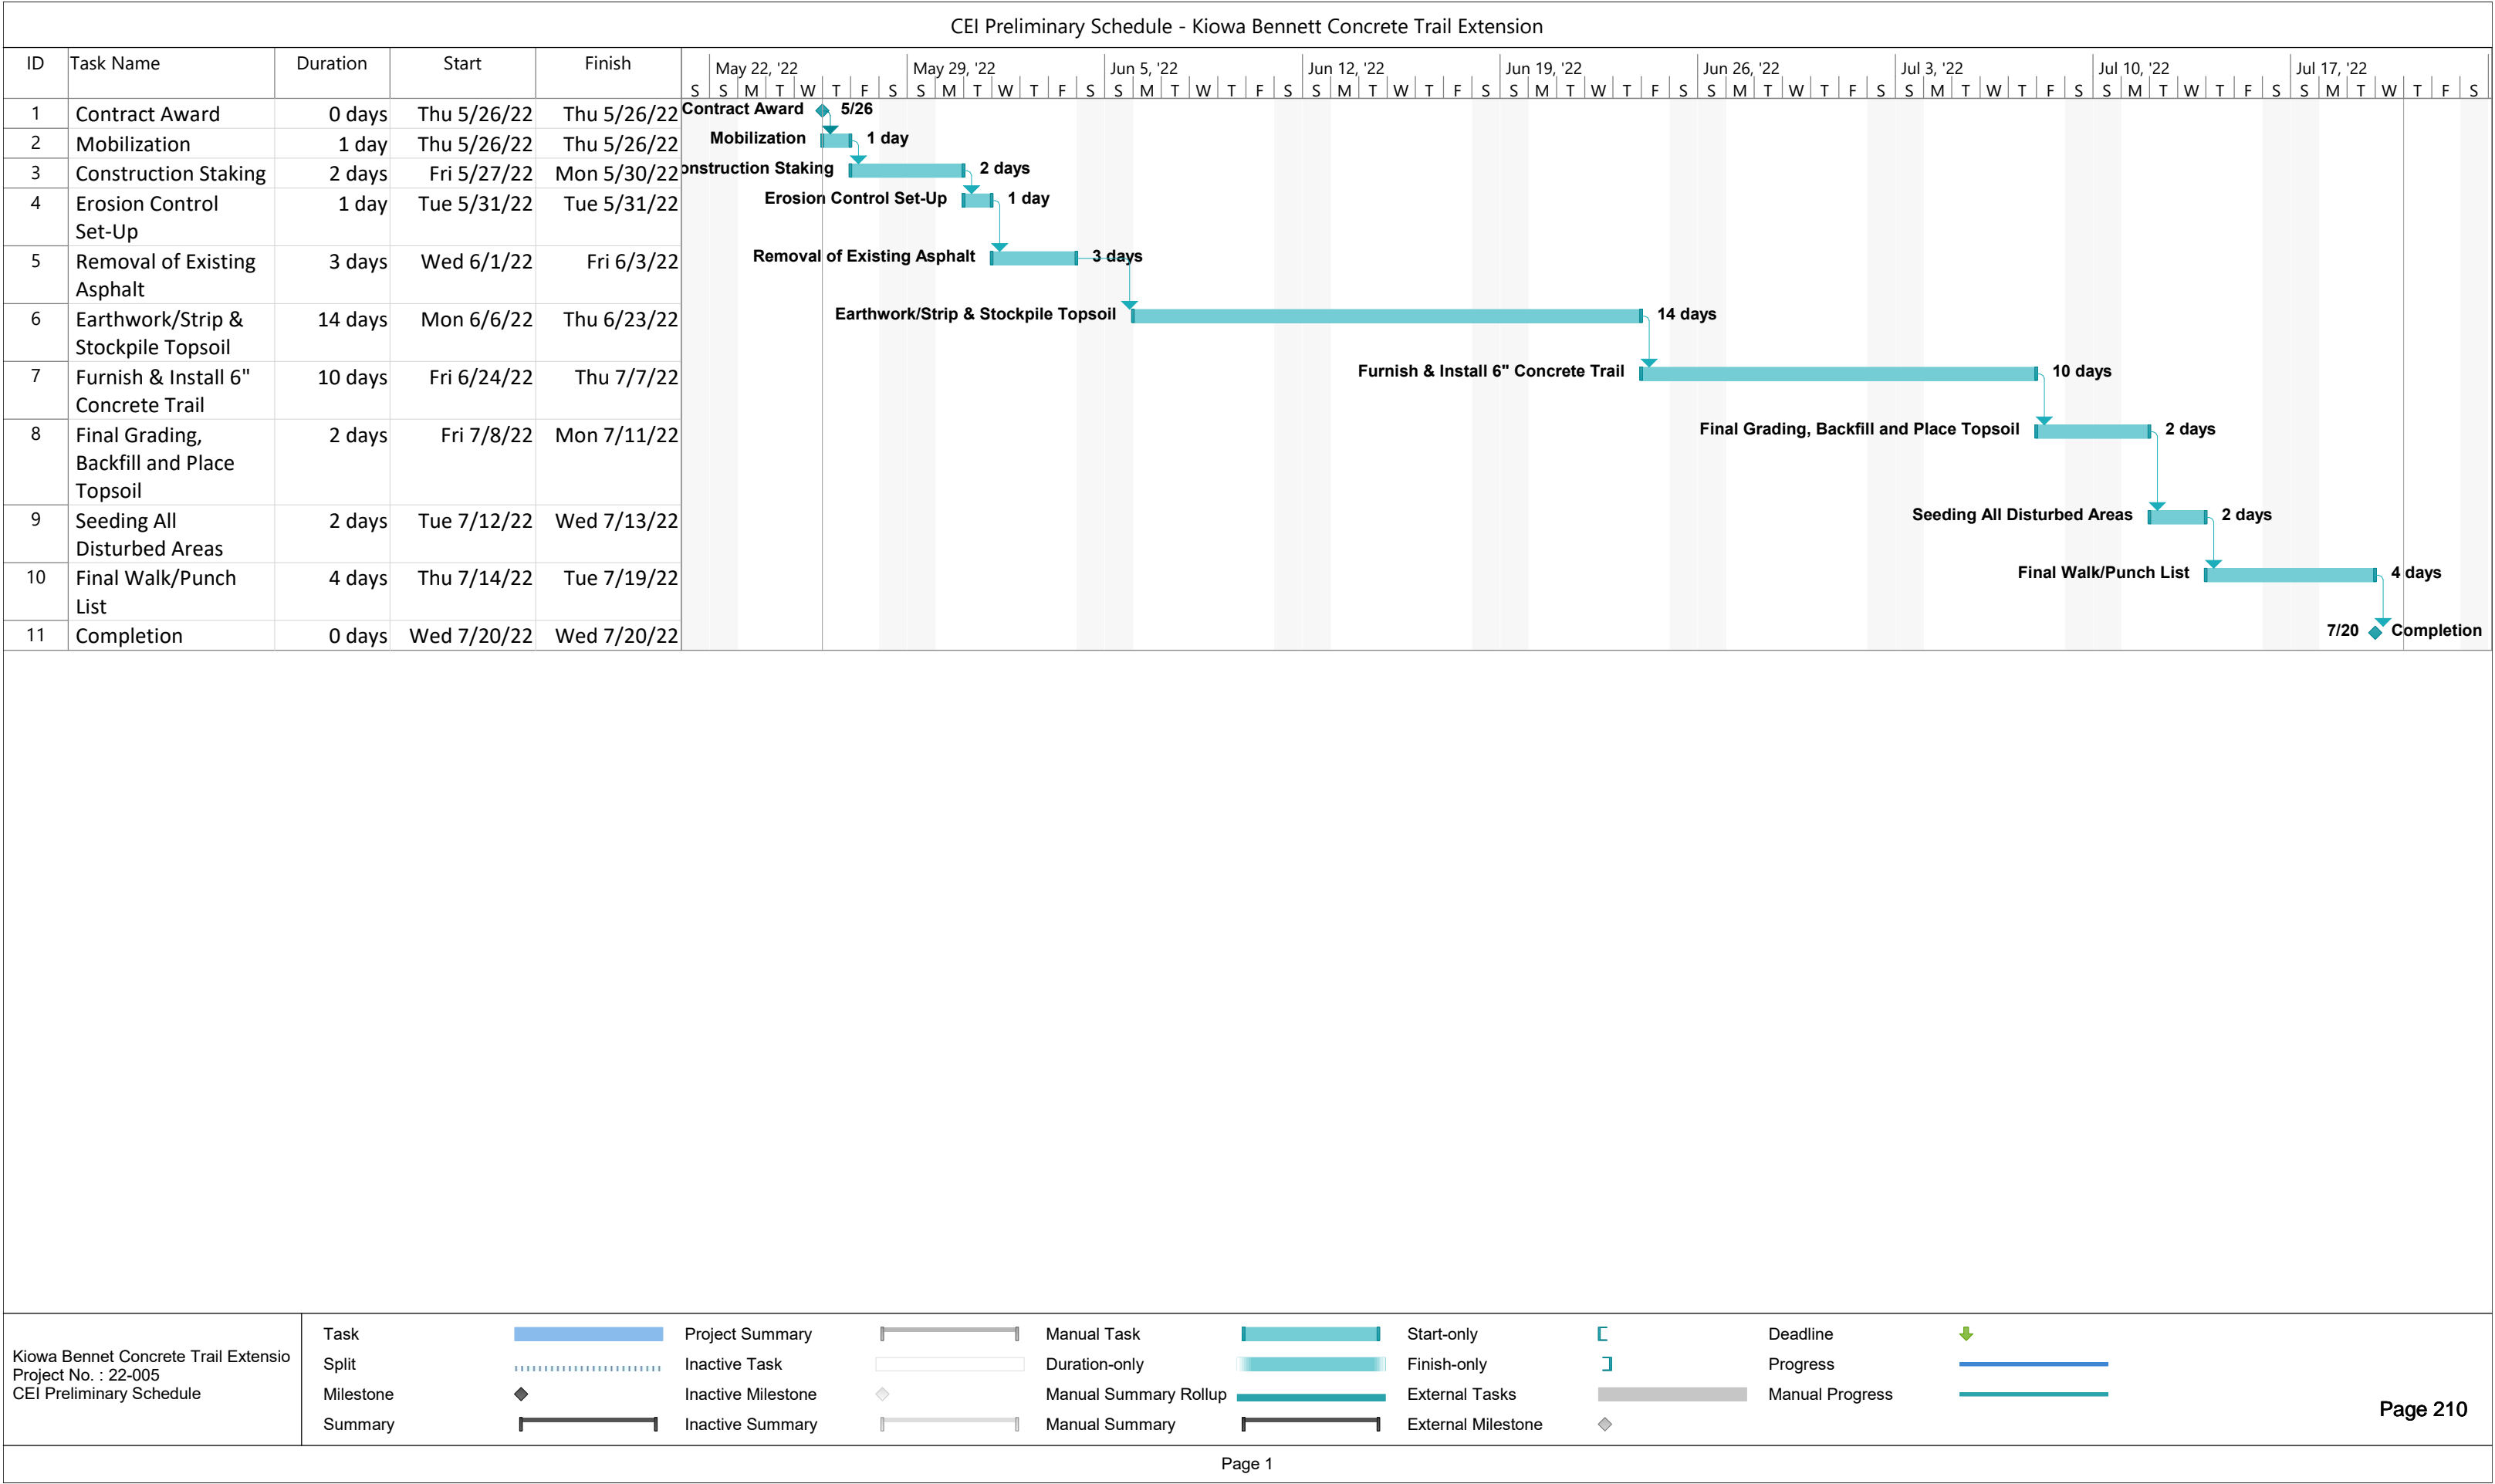 CEI Preliminary Schedule - Kiowa Bennett Concrete Trail Extension
ID Task Name Duration Start Finish
May 22, '22 May 29, '22 Jun 5, '22 Jun 12, '22 Jun 19, '22 Jun 26, '22 Jul 3, '22 Jul 10, '22 Jul 17, '22
S S M T W T F S S M T W T F S S M T W T F S S M T W T F S S M T W T F S S M T W T F S S M T W T F S S M T W T F S S M T W T F S
1 Contract Award 0 days Thu 5/26/22 Thu 5/26/22 Contract Award 5/26
2 Mobilization 1 day Thu 5/26/22 Thu 5/26/22 Mobilization 1 day
3 Construction Staking 2 days Fri 5/27/22 Mon 5/30/22 onstruction Staking 2 days
4 Erosion Control 1 day Tue 5/31/22 Tue 5/31/22 Erosion Control Set-Up 1 day
Set-Up
5 Removal of Existing 3 days Wed 6/1/22 Fri 6/3/22 Removal of Existing Asphalt 3 days
Asphalt
6 Earthwork/Strip & 14 days Mon 6/6/22 Thu 6/23/22 Earthwork/Strip & Stockpile Topsoil 14 days
Stockpile Topsoil
7 Furnish & Install 6" 10 days Fri 6/24/22 Thu 7/7/22 Furnish & Install 6" Concrete Trail 10 days
Concrete Trail
8 Final Grading, 2 days Fri 7/8/22 Mon 7/11/22 Final Grading, Backfill and Place Topsoil 2 days
Backfill and Place
Topsoil
9 Seeding All 2 days Tue 7/12/22 Wed 7/13/22 Seeding All Disturbed Areas 2 days
Disturbed Areas
10 Final Walk/Punch 4 days Thu 7/14/22 Tue 7/19/22 Final Walk/Punch List 4 days
List
11 Completion 0 days Wed 7/20/22 Wed 7/20/22 7/20 Completion
Kiowa Bennet Concrete Trail Extensio
Project No. : 22-005
CEI Preliminary Schedule
Task Project Summary Manual Task Start-only Deadline
Split Inactive Task Duration-only Finish-only Progress
Milestone Inactive Milestone Manual Summary Rollup External Tasks Manual Progress
Summary Inactive Summary Manual Summary External Milestone
Page 210
Page 1